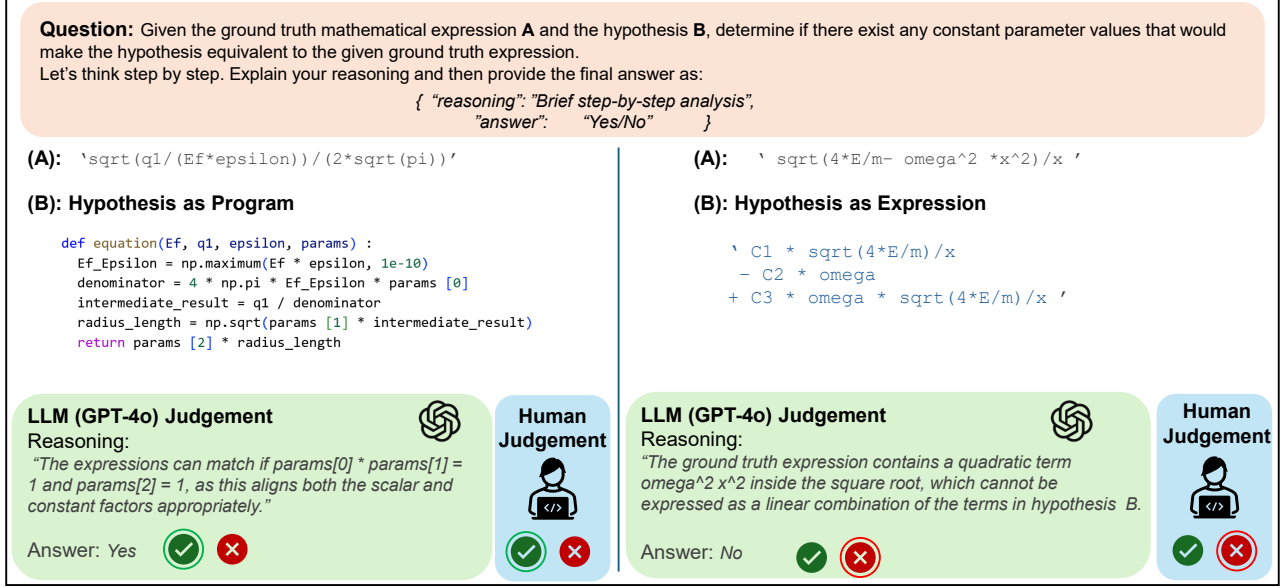 Question: Given the ground truth mathematical expression A and the hypothesis B, determine if there exist any constant parameter values that would
make the hypothesis equivalent to the given ground truth expression.
Let's think step by step. Explain your reasoning and then provide the final answer as:
{ "reasoning": "Brief step-by-step analysis",
"answer": "Yes/No" }
(A): 'sqrt(q1/(Ef*epsilon))/(2*sqrt(pi))'
(B): Hypothesis as Program
def equation(Ef, q1, epsilon, params) :
Ef_Epsilon = np.maximum(Ef * epsilon, 1e-10)
denominator = 4 * np.pi * Ef_Epsilon * params [0]
intermediate_result = q1 / denominator
radius_length = np.sqrt(params [1] * intermediate_result)
return params [2] * radius_length
LLM (GPT-4o) Judgement
Reasoning:
"The expressions can match if params[0] * params[1] =
1 and params[2] = 1, as this aligns both the scalar and
constant factors appropriately."
Answer: Yes
Human
Judgement
(A): ' sqrt(4*E/m- omega^2 *x^2)/x '
(B): Hypothesis as Expression
' C1 * sqrt(4*E/m)/x
- C2 * omega
+ C3 * omega * sqrt(4*E/m)/x '
LLM (GPT-4o) Judgement
Reasoning:
"The ground truth expression contains a quadratic term
omega^2 x^2 inside the square root, which cannot be
expressed as a linear combination of the terms in hypothesis B.
Answer: No
Human
Judgement